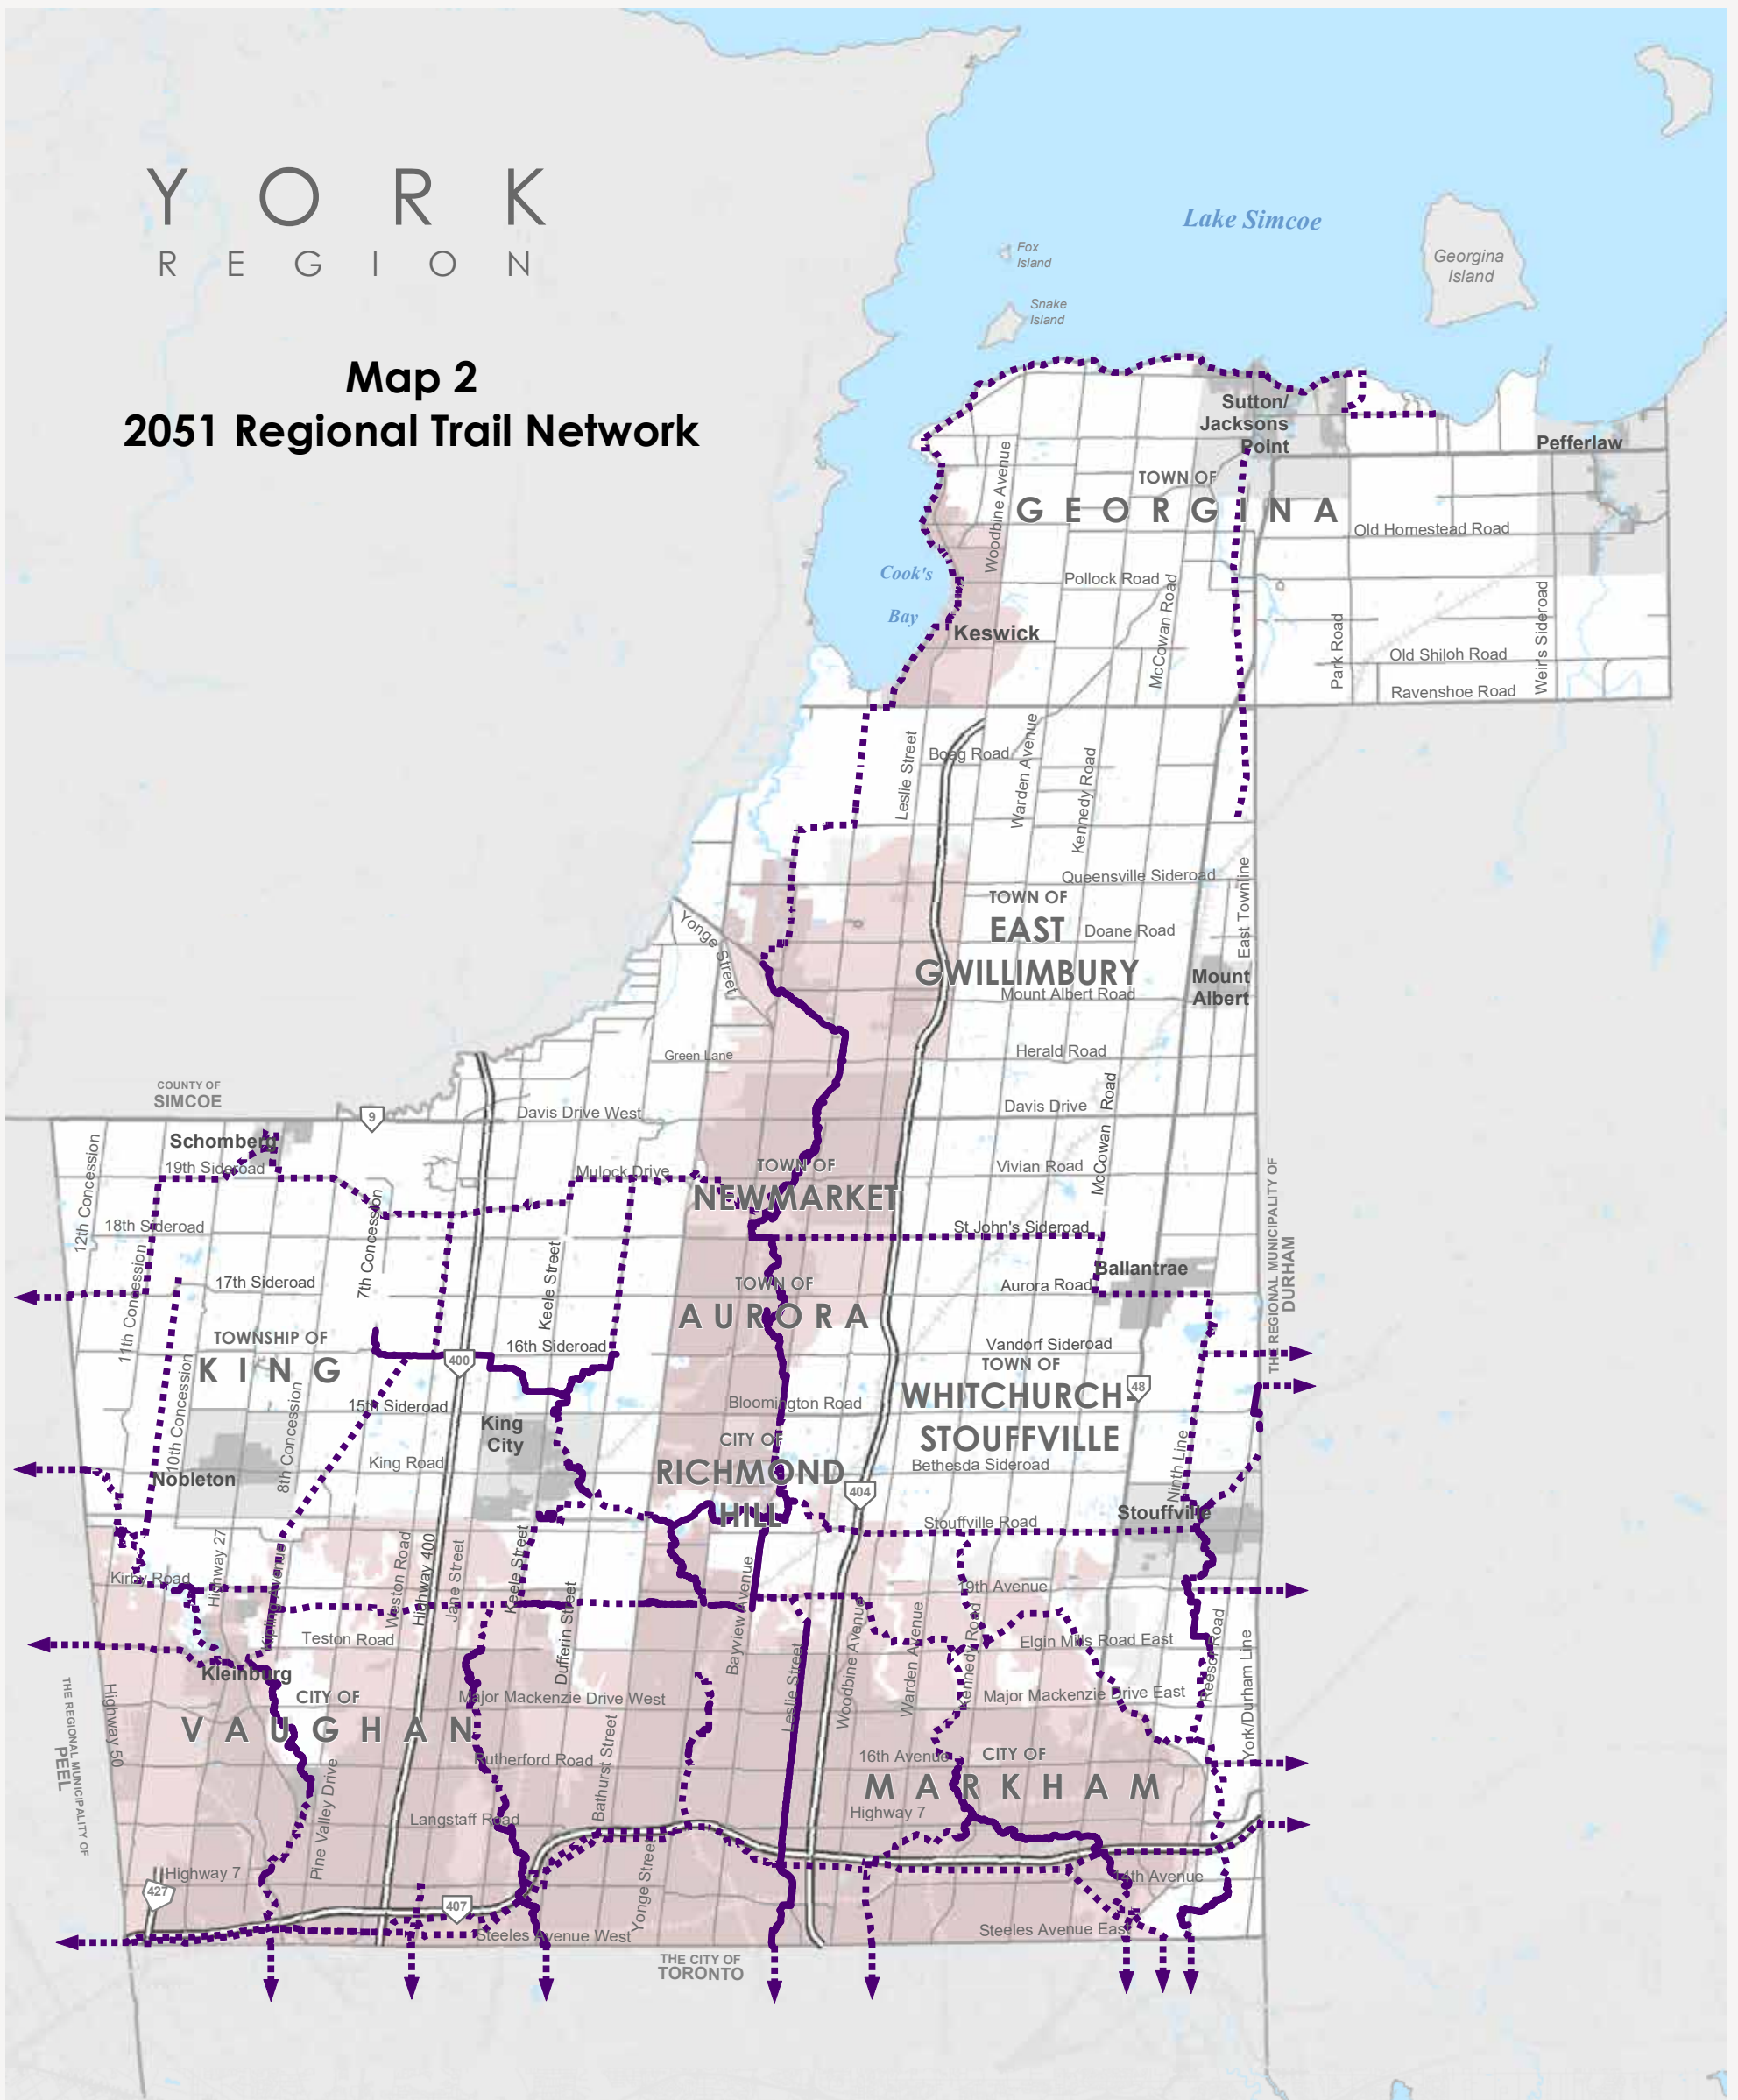 YORK
REGION
Map 2
2051 Regional Trail Network
Lake Simcoe
Fox
Island
Snake
Island
Georgina
Island
Sutton/
Jacksons
Point
Pefferlaw
TOWN OF
GEORGINA
Woodbine Avenue
Old Homestead Road
Cook's
Bay
Pollock Road
McCowan Road
Keswick
Park Road
Weir's Sideroad
Old Shiloh Road
Ravenshoe Road
Leslie Street
Boag Road
Warden Avenue
Kennedy Road
Queensville Sideroad
East Townline
TOWN OF
EAST
GWILLIMBURY
Doane Road
Yonge Street
Mount
Albert
Mount Albert Road
Green Lane
Herald Road
COUNTY OF
SIMCOE
9
Davis Drive West
Davis Drive
McCowan Road
12th Concession
Schomberg
19th Sideroad
Mulock Drive
TOWN OF
NEWMARKET
Vivian Road
18th Sideroad
7th Concession
St John's Sideroad
THE REGIONAL MUNICIPALITY OF
DURHAM
11th Concession
17th Sideroad
Keele Street
TOWN OF
AURORA
Aurora Road
Ballantrae
TOWNSHIP OF
KING
400
16th Sideroad
Vandorf Sideroad
TOWN OF
WHITCHURCH-
STOUFFVILLE
48
10th Concession
8th Concession
15th Sideroad
King
City
Bloomington Road
CITY OF
RICHMOND
HILL
Nobleton
King Road
Bethesda Sideroad
Ninth Line
404
Stouffville
Stouffville Road
Kirby Road
Highway 27
Kipling Avenue
Weston Road
Highway 400
Jane Street
Keele Street
Dufferin Street
Bayview Avenue
19th Avenue
Teston Road
Leslie Street
Woodbine Avenue
Warden Avenue
Kennedy Road
Elgin Mills Road East
Reesor Road
York/Durham Line
Kleinburg
THE REGIONAL MUNICIPALITY OF
PEEL
Highway 50
CITY OF
VAUGHAN
Major Mackenzie Drive West
Major Mackenzie Drive East
Rutherford Road
Bathurst Street
16th Avenue
CITY OF
MARKHAM
Pine Valley Drive
Langstaff Road
Highway 7
Highway 7
Yonge Street
14th Avenue
427
407
Steeles Avenue West
Steeles Avenue East
THE CITY OF
TORONTO